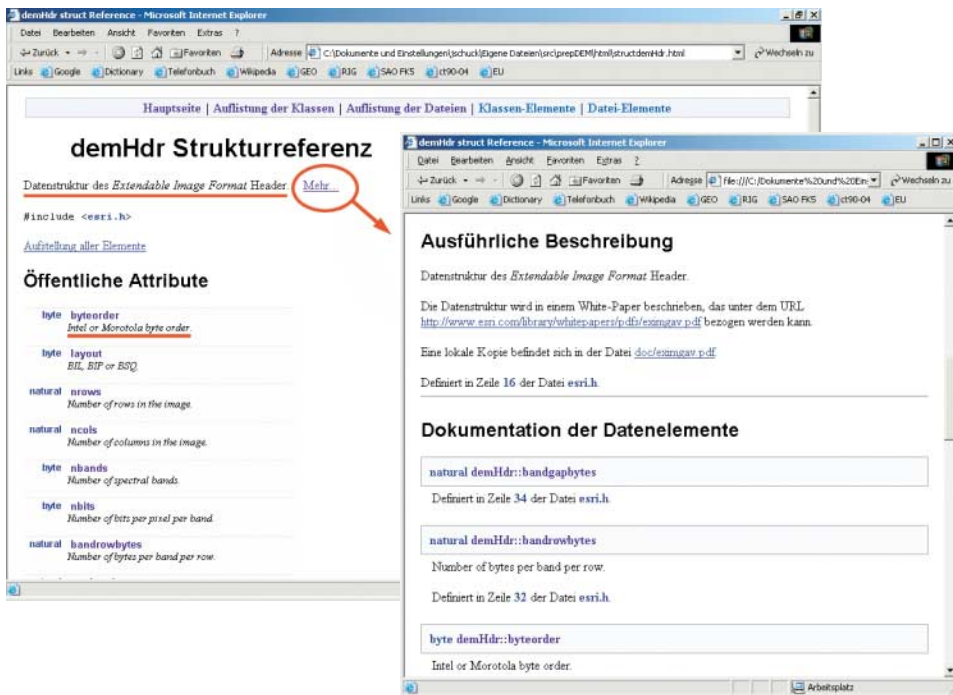 demHdr struct Reference - Microsoft Internet Explorer
Datei Bearbeiten Ansicht Favoriten Extras ?
Zurück Favoriten Adresse C:\Dokumente und Einstellungen\jschuck\Eigene Dateien\src\prepDEM\html\structdemHdr.html Wechseln zu
Links Google Dictionary Telefonbuch Wikipedia GEO RIG SAO FKS ct90-04 EU
Hauptseite | Auflistung der Klassen | Auflistung der Dateien | Klassen-Elemente | Datei-Elemente
demHdr Strukturreferenz
Datenstruktur des Extendable Image Format Header. Mehr...
#include <esri.h>
Aufstellung aller Elemente
Öffentliche Attribute
byte byteorder
Intel or Morotola byte order.
byte layout
BIL, BIP or BSQ.
natural nrows
Number of rows in the image.
natural ncols
Number of columns in the image.
byte nbands
Number of spectral bands.
byte nbits
Number of bits per pixel per band.
natural bandrowbytes
Number of bytes per band per row.
demHdr struct Reference - Microsoft Internet Explorer
Datei Bearbeiten Ansicht Favoriten Extras ?
Zurück Favoriten Adresse file:///C:/Dokumente%20und%20Ein Wechseln zu
Links Google Dictionary Telefonbuch Wikipedia GEO RIG SAO FKS ct90-04 EU
Ausführliche Beschreibung
Datenstruktur des Extendable Image Format Header.
Die Datenstruktur wird in einem White-Paper beschrieben, das unter dem URL
http://www.esri.com/library/whitepapers/pdfs/eximgav.pdf bezogen werden kann.
Eine lokale Kopie befindet sich in der Datei doc/eximgav.pdf.
Definiert in Zeile 16 der Datei esri.h.
Dokumentation der Datenelemente
natural demHdr::bandgapbytes
Definiert in Zeile 34 der Datei esri.h.
natural demHdr::bandrowbytes
Number of bytes per band per row.
Definiert in Zeile 32 der Datei esri.h.
byte demHdr::byteorder
Intel or Morotola byte order.
Arbeitsplatz